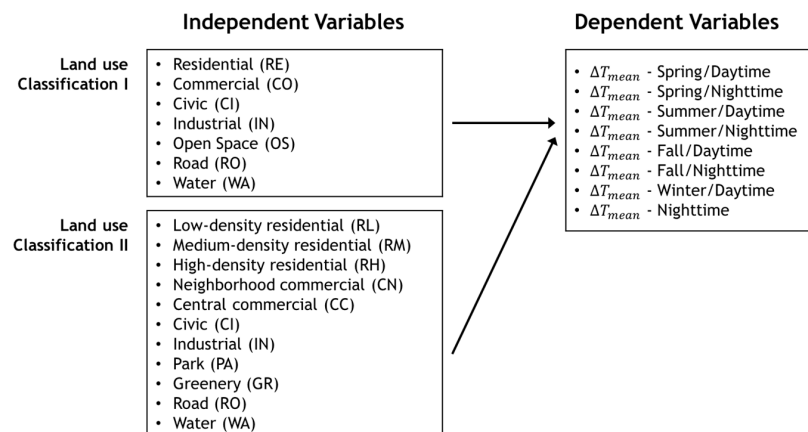 Independent Variables
Land use
Classification I
• Residential (RE)
• Commercial (CO)
• Civic (CI)
• Industrial (IN)
• Open Space (OS)
• Road (RO)
• Water (WA)
Land use
Classification II
• Low-density residential (RL)
• Medium-density residential (RM)
• High-density residential (RH)
• Neighborhood commercial (CN)
• Central commercial (CC)
• Civic (CI)
• Industrial (IN)
• Park (PA)
• Greenery (GR)
• Road (RO)
• Water (WA)
Dependent Variables
• ΔT_mean - Spring/Daytime
• ΔT_mean - Spring/Nighttime
• ΔT_mean - Summer/Daytime
• ΔT_mean - Summer/Nighttime
• ΔT_mean - Fall/Daytime
• ΔT_mean - Fall/Nighttime
• ΔT_mean - Winter/Daytime
• ΔT_mean - Nighttime